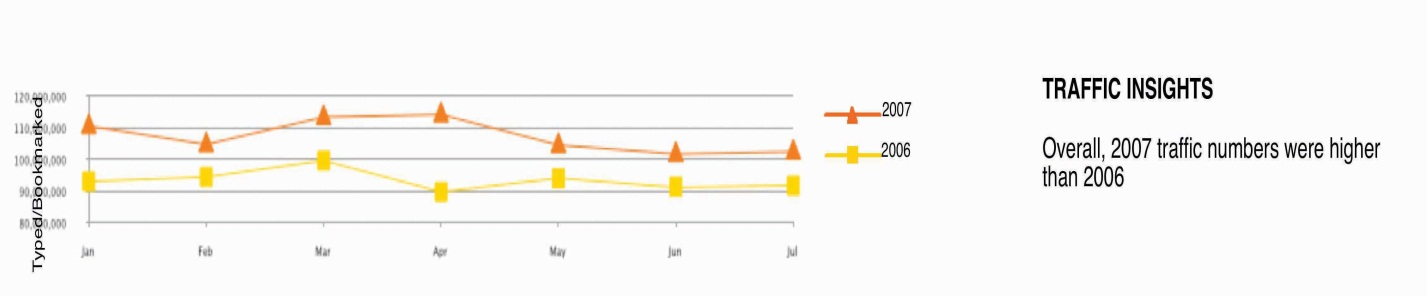 120,000,000
110,000,000
100,000,000
90,000,000
80,000,000
Typed/Bookmarked
Jan Feb Mar Apr May Jun Jul
2007
2006
TRAFFIC INSIGHTS
Overall, 2007 traffic numbers were higher
than 2006